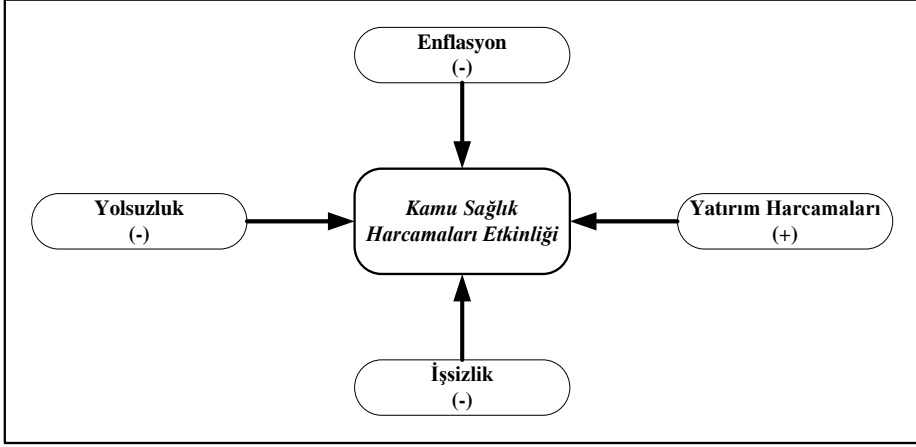 Enflasyon
(-)
Yolsuzluk
(-)
Kamu Sağlık
Harcamaları Etkinliği
Yatırım Harcamaları
(+)
İşsizlik
(-)